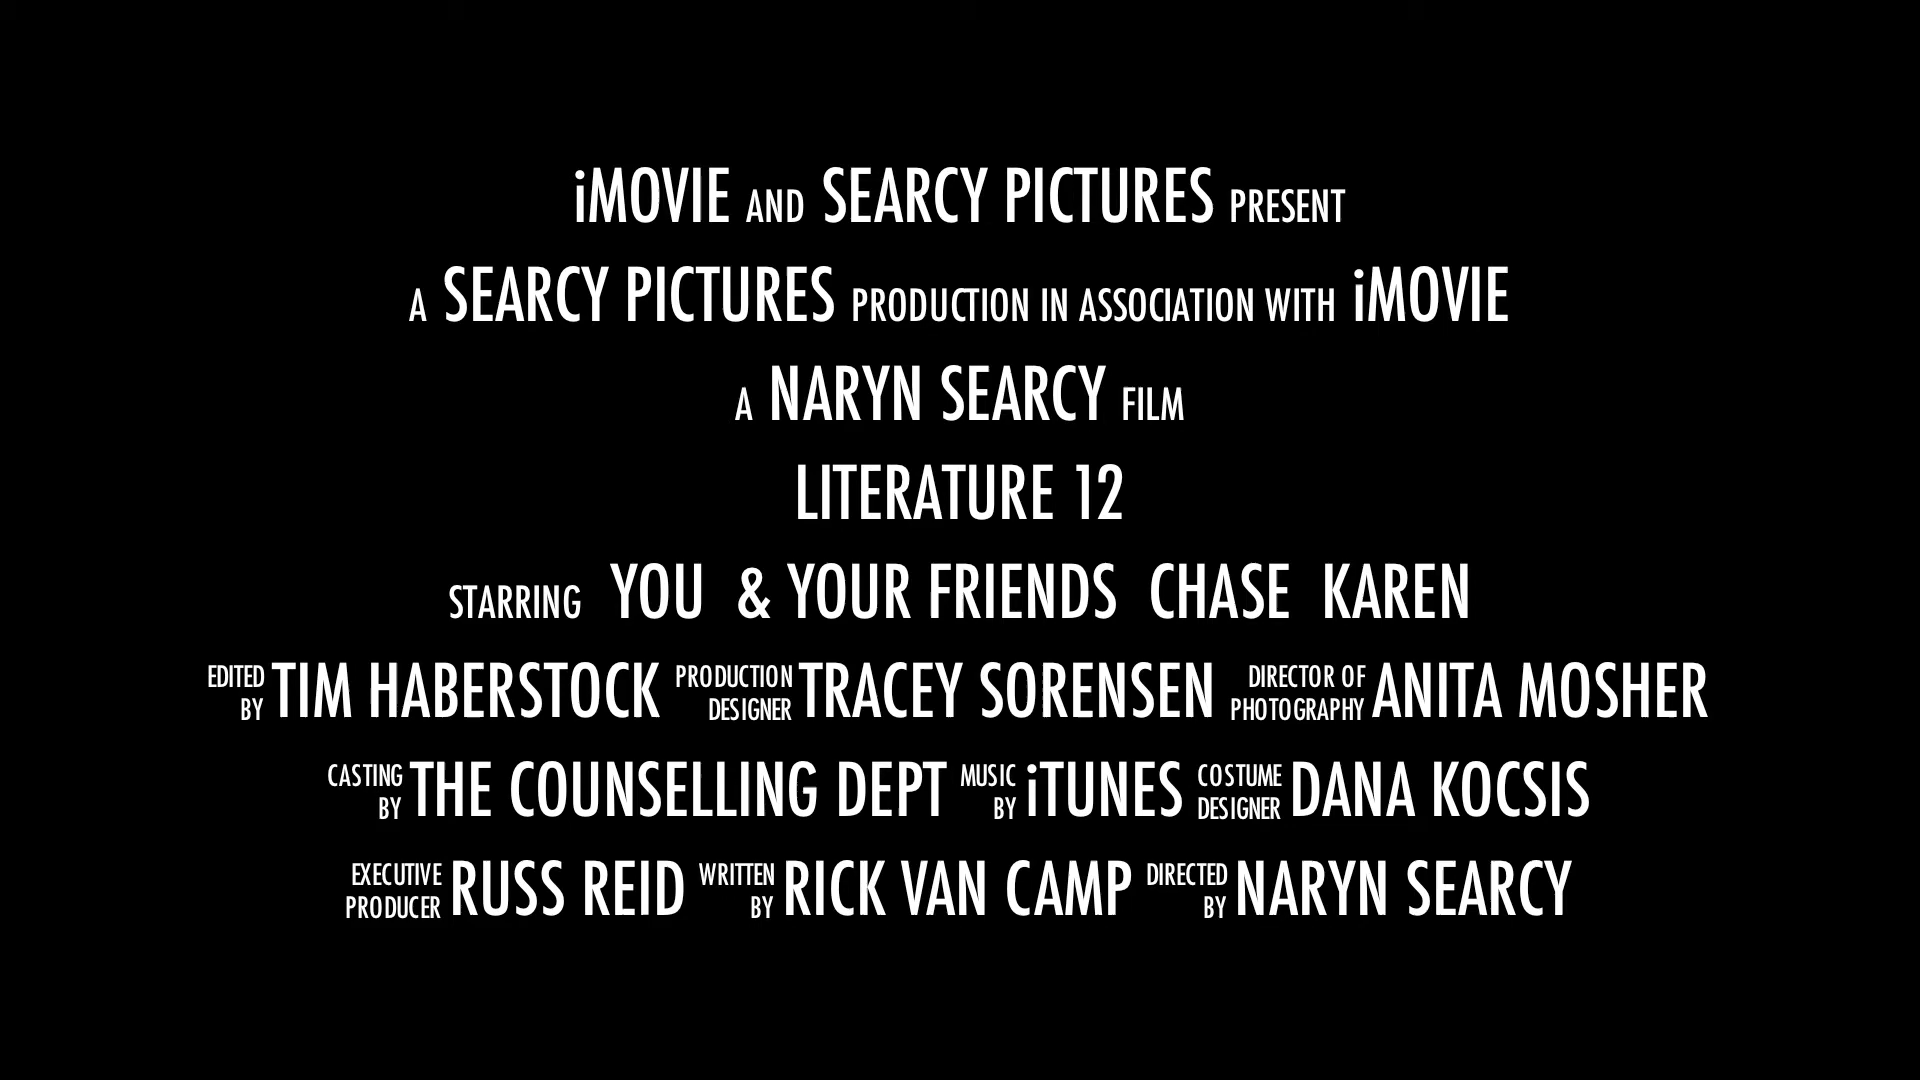 iMOVIE AND SEARCY PICTURES PRESENT
A SEARCY PICTURES PRODUCTION IN ASSOCIATION WITH iMOVIE
A NARYN SEARCY FILM
LITERATURE 12
STARRING YOU & YOUR FRIENDS CHASE KAREN
EDITED BY TIM HABERSTOCK PRODUCTION DESIGNER TRACEY SORENSEN DIRECTOR OF PHOTOGRAPHY ANITA MOSHER
CASTING BY THE COUNSELLING DEPT MUSIC BY iTUNES COSTUME DESIGNER DANA KOCSIS
EXECUTIVE PRODUCER RUSS REID WRITTEN BY RICK VAN CAMP DIRECTED BY NARYN SEARCY